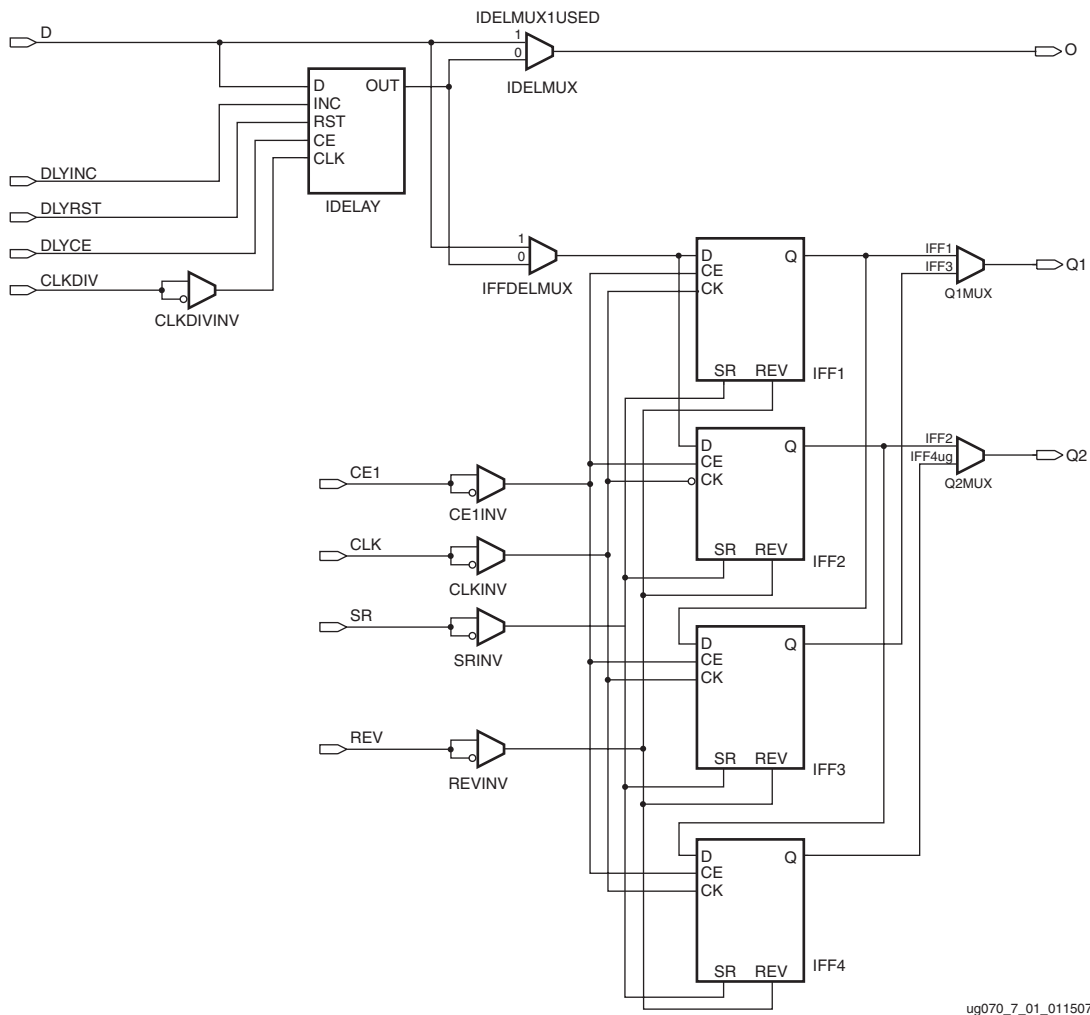 IDELMUX1USED
D
1
0
O
IDELMUX
D OUT
INC
RST
CE
CLK
IDELAY
DLYINC
DLYRST
DLYCE
CLKDIV
CLKDIVINV
1
0
IFFDELMUX
D Q
CE
CK
SR REV
IFF1
IFF1
IFF3
Q1
Q1MUX
D Q
CE
CK
SR REV
IFF2
IFF2
IFF4ug
Q2
Q2MUX
CE1
CE1INV
CLK
CLKINV
SR
SRINV
REV
REVINV
D Q
CE
CK
SR REV
IFF3
D Q
CE
CK
SR REV
IFF4
ug070_7_01_011507